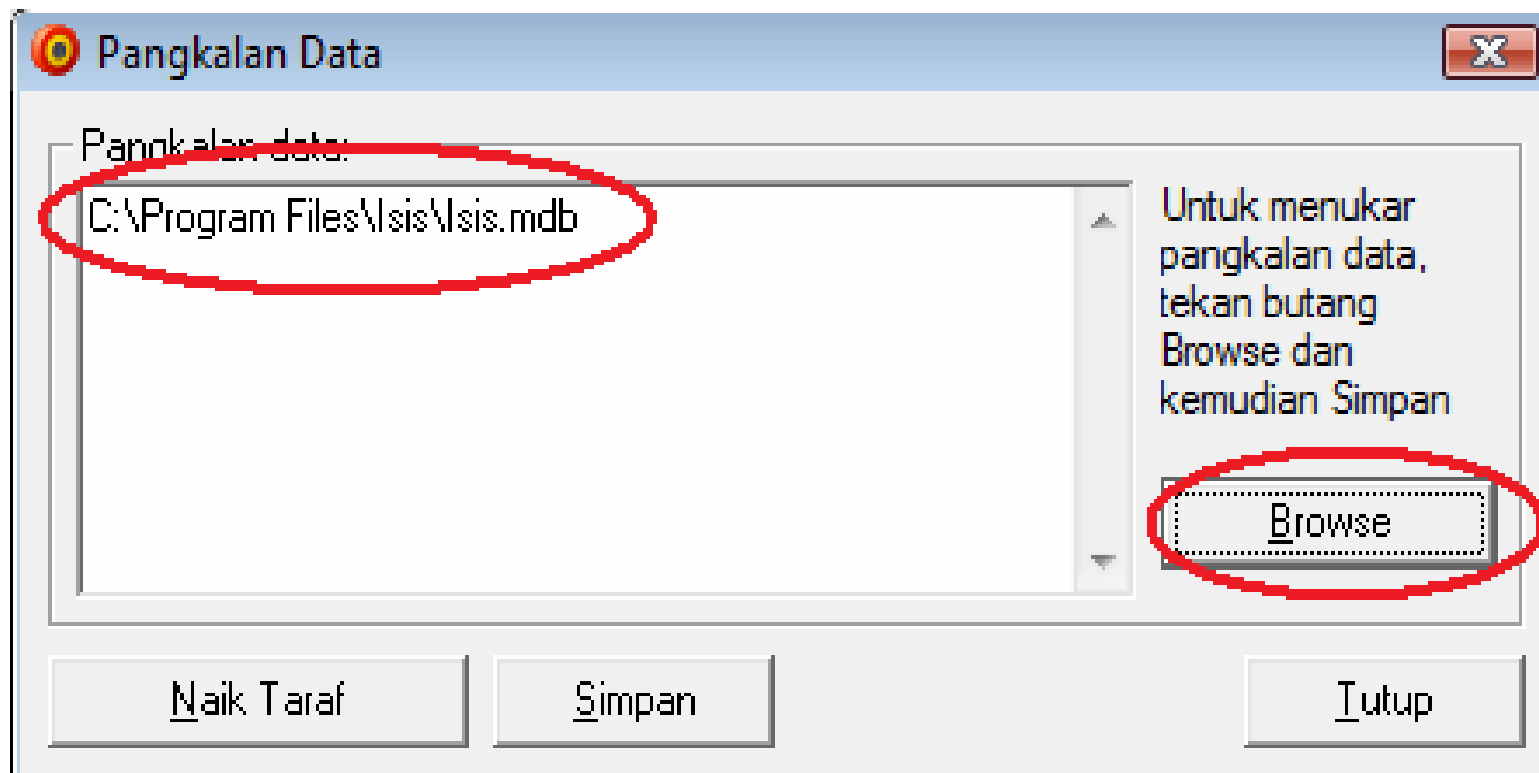 Pangkalan Data
Pangkalan data:
C:\Program Files\Isis\Isis.mdb
Untuk menukar
pangkalan data,
tekan butang
Browse dan
kemudian Simpan
Browse
Naik Taraf
Simpan
Tutup